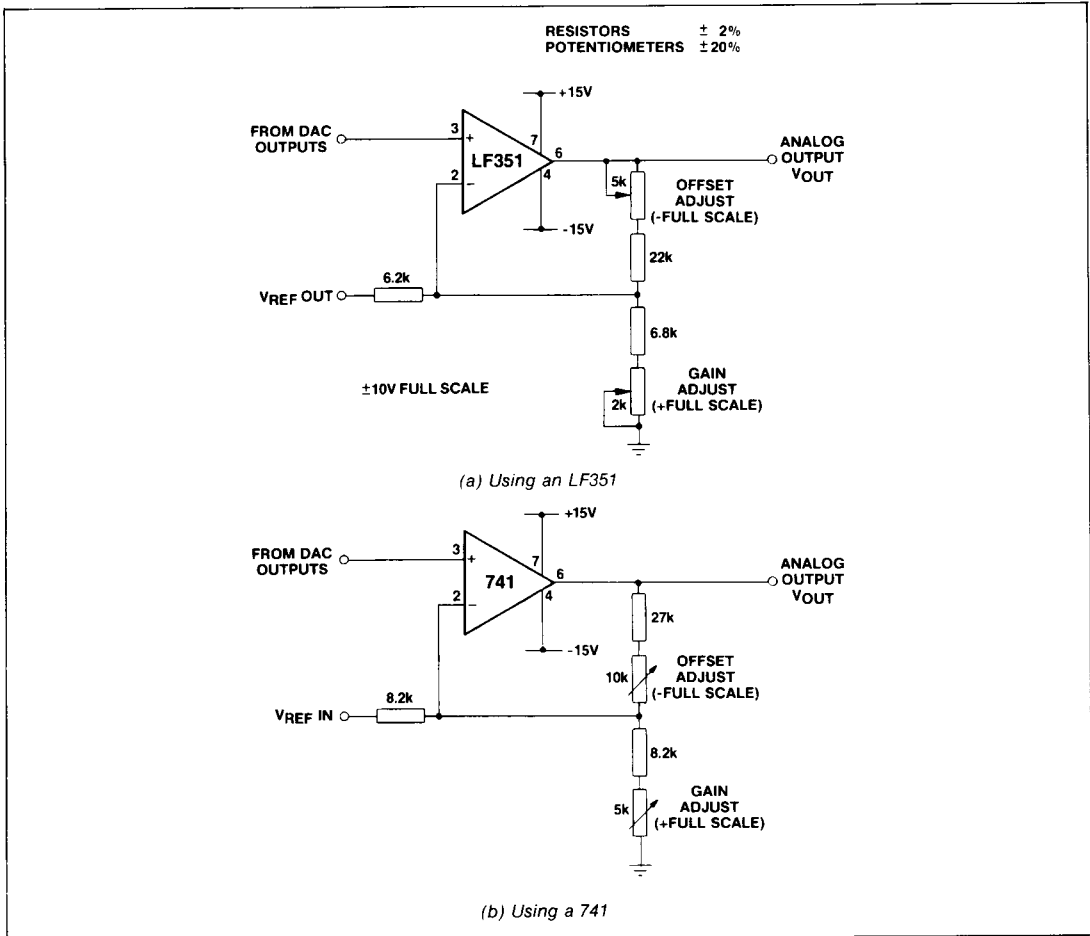 RESISTORS ± 2%
POTENTIOMETERS ±20%
+15V
FROM DAC
OUTPUTS
3
+
7
LF351
6
2
−
4
-15V
ANALOG
OUTPUT
VOUT
5k
OFFSET
ADJUST
(-FULL SCALE)
22k
6.2k
VREF OUT
6.8k
±10V FULL SCALE
GAIN
ADJUST
(+FULL SCALE)
2k
(a) Using an LF351
+15V
FROM DAC
OUTPUTS
3
+
7
741
6
2
−
4
-15V
ANALOG
OUTPUT
VOUT
27k
10k
OFFSET
ADJUST
(-FULL SCALE)
8.2k
VREF IN
8.2k
5k
GAIN
ADJUST
(+FULL SCALE)
(b) Using a 741